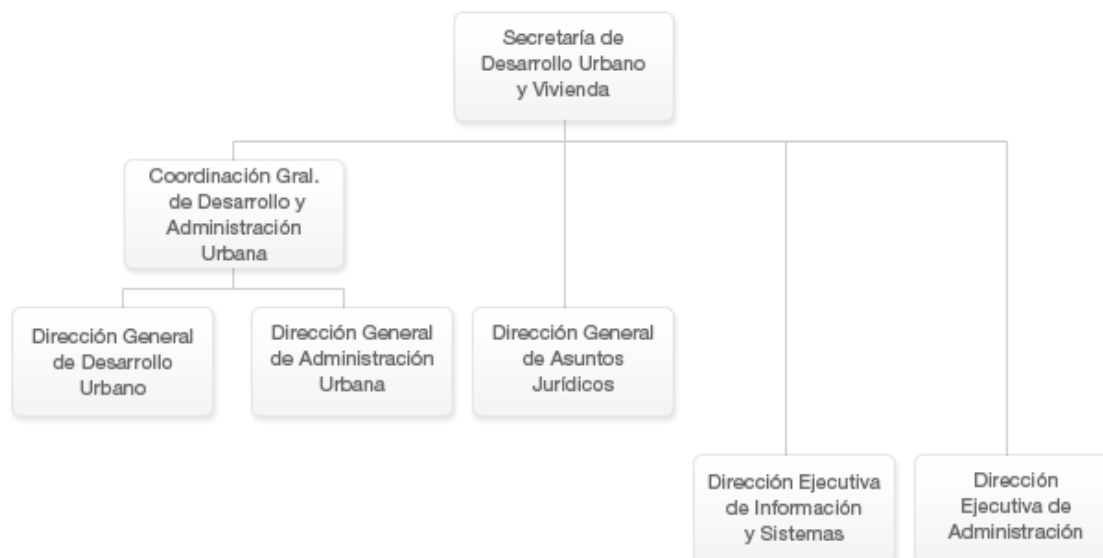 Secretaría de
Desarrollo Urbano
y Vivienda
Coordinación Gral.
de Desarrollo y
Administración
Urbana
Dirección General
de Desarrollo
Urbano
Dirección General
de Administración
Urbana
Dirección General
de Asuntos
Jurídicos
Dirección Ejecutiva
de Información
y Sistemas
Dirección
Ejecutiva de
Administración